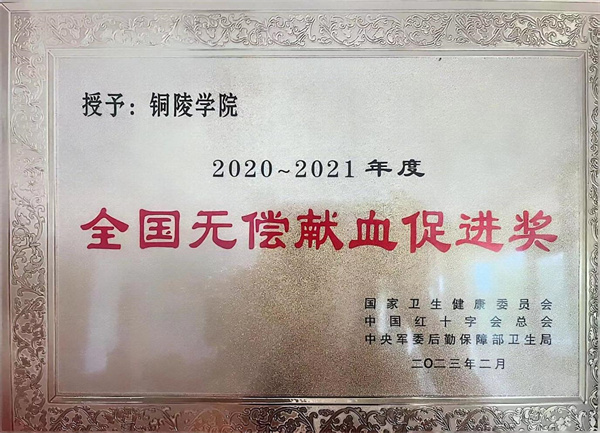 授予：铜陵学院
2020~2021年度
全国无偿献血促进奖
国家卫生健康委员会
中国红十字会总会
中央军委后勤保障部卫生局
二〇二三年二月